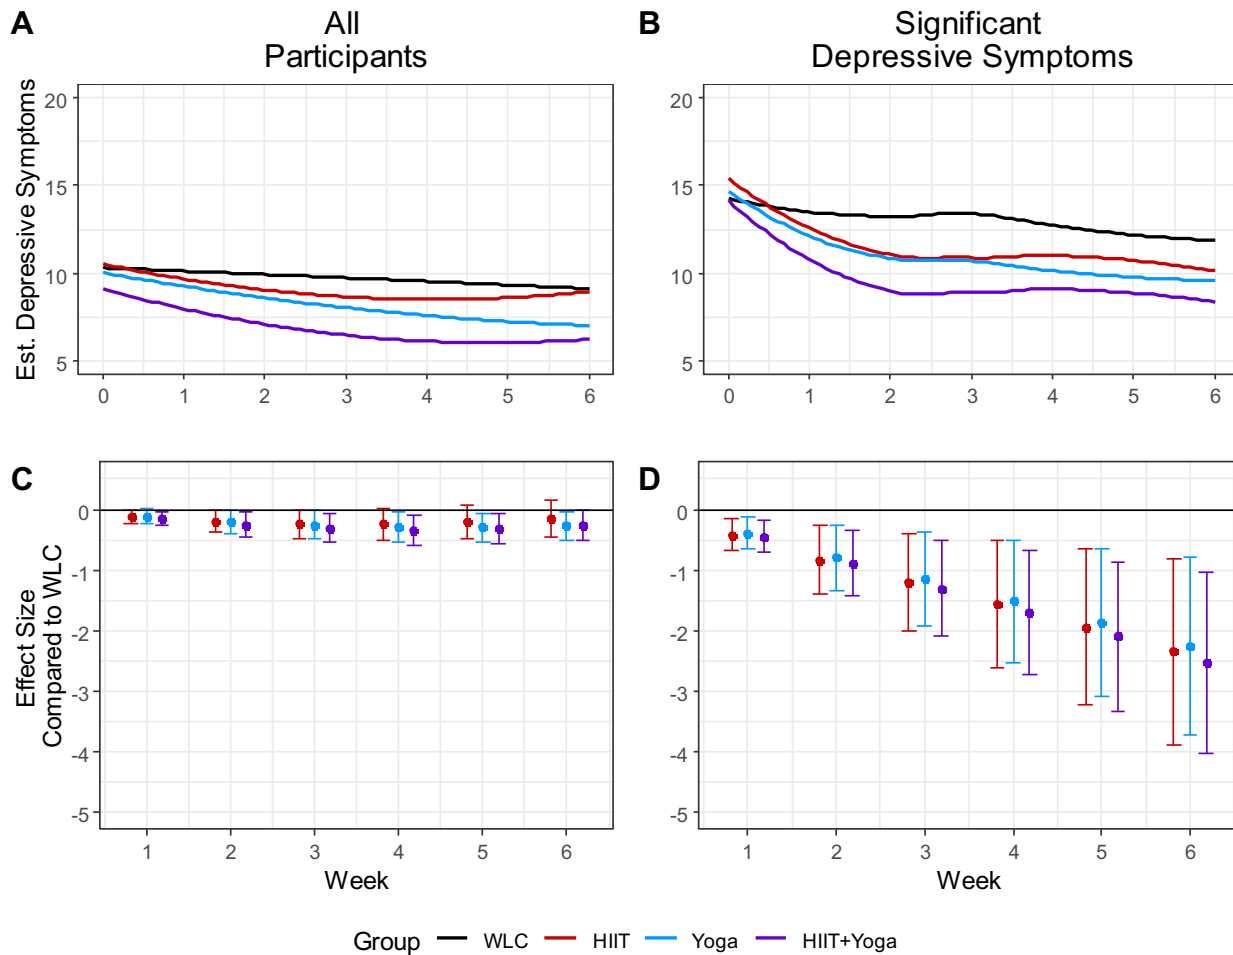 A
All
Participants
B
Significant
Depressive Symptoms
Est. Depressive Symptoms
20
15
10
5
0 1 2 3 4 5 6
20
15
10
5
0 1 2 3 4 5 6
C
D
Effect Size
Compared to WLC
0
-1
-2
-3
-4
-5
1 2 3 4 5 6
Week
0
-1
-2
-3
-4
-5
1 2 3 4 5 6
Week
Group WLC HIIT Yoga HIIT+Yoga